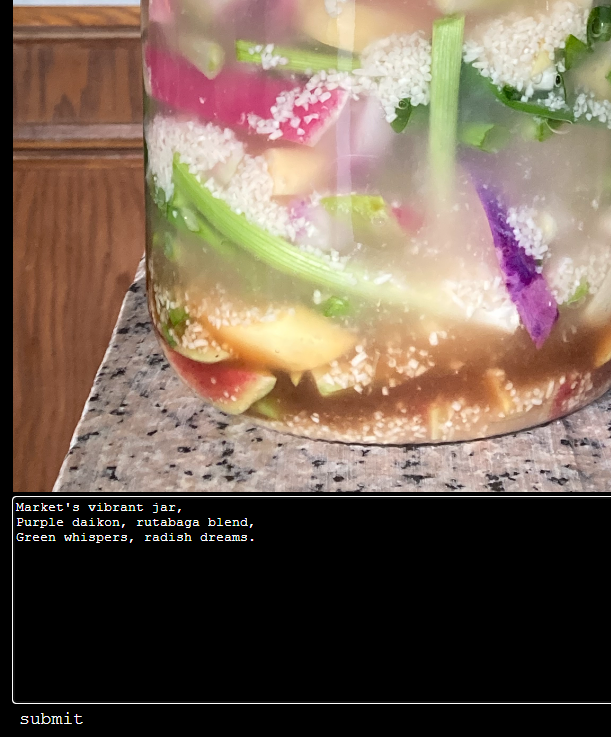 Market's vibrant jar,
Purple daikon, rutabaga blend,
Green whispers, radish dreams.
submit